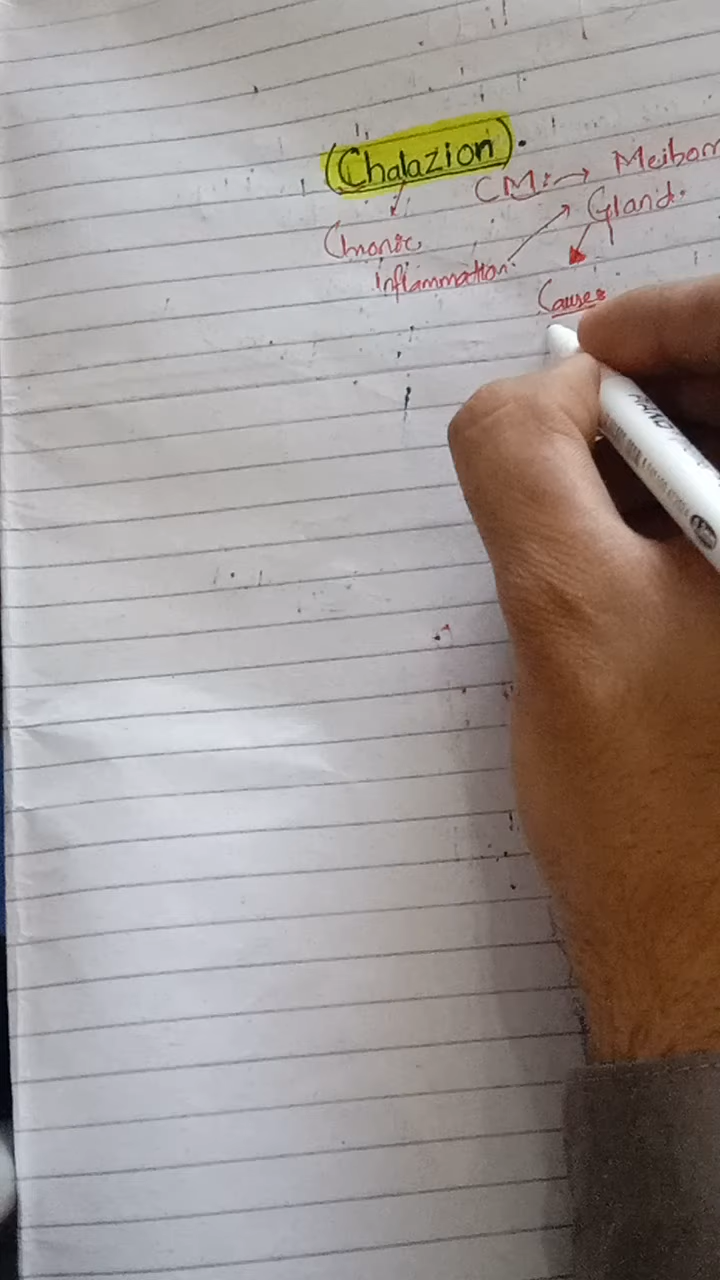 (Chalazion).
CM:→ Meibom
Gland.
Chronic
inflammation.
Causes